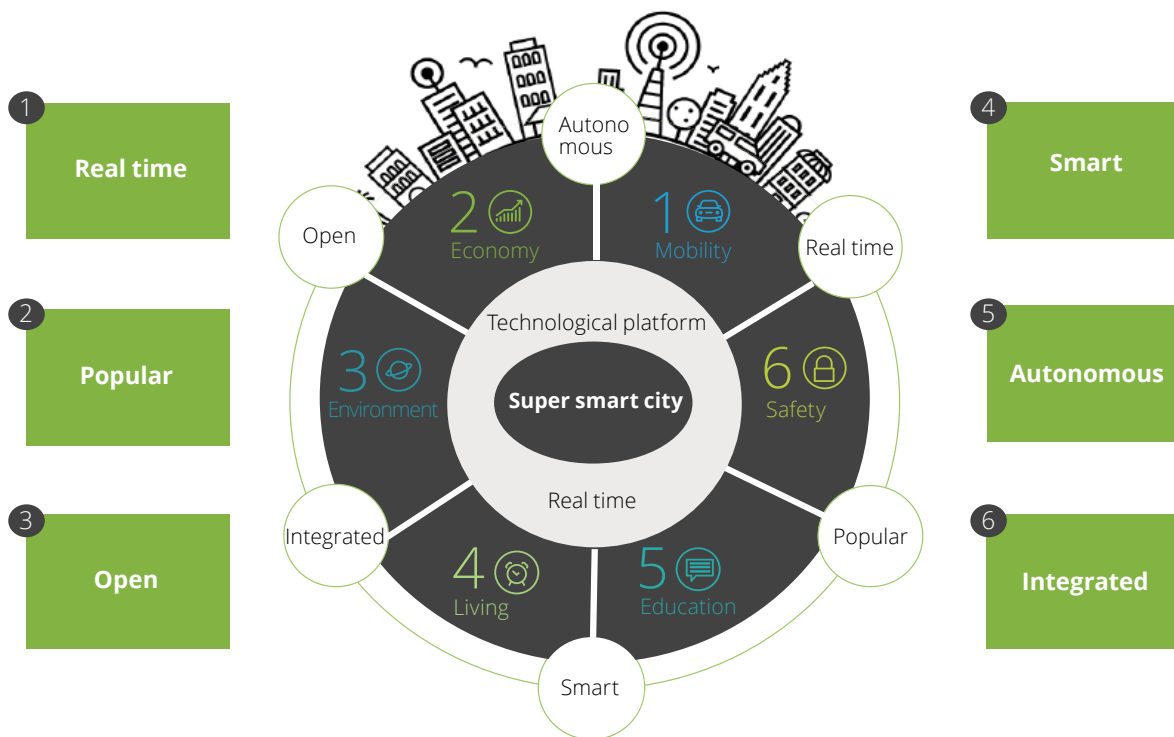 1
Real time
2
Popular
3
Open
Autono
mous
2
Economy
1
Mobility
Open
Real time
Technological platform
3
Environment
Super smart city
6
Safety
Real time
Integrated
Popular
4
Living
5
Education
Smart
4
Smart
5
Autonomous
6
Integrated